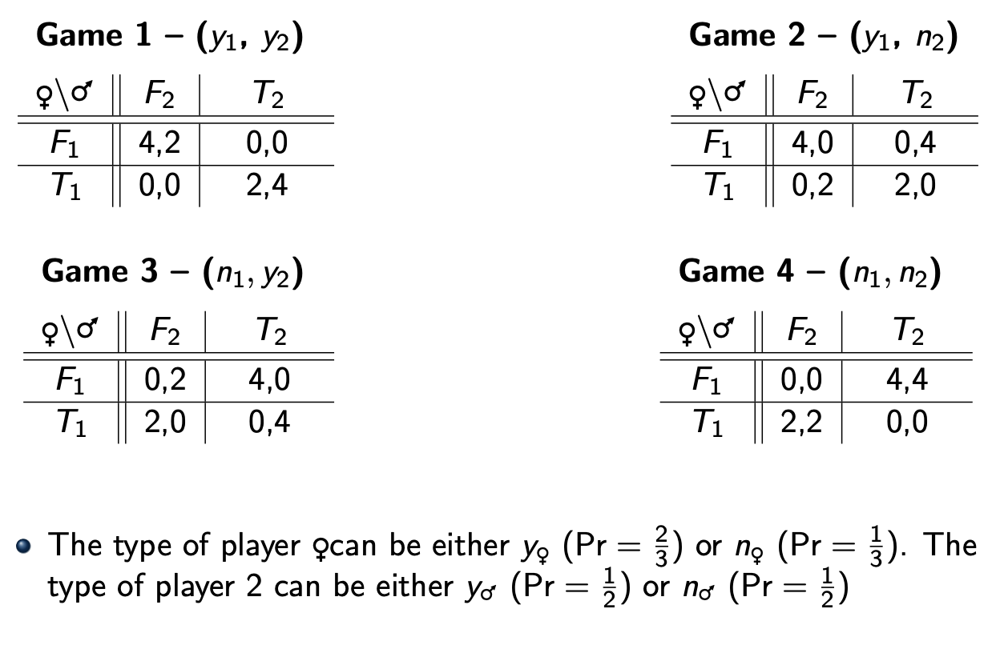 Game 1 – (y₁, y₂) Game 2 – (y₁, n₂)
♀\♂ F₂ T₂ ♀\♂ F₂ T₂
F₁ 4,2 0,0 F₁ 4,0 0,4
T₁ 0,0 2,4 T₁ 0,2 2,0
Game 3 – (n₁, y₂) Game 4 – (n₁, n₂)
♀\♂ F₂ T₂ ♀\♂ F₂ T₂
F₁ 0,2 4,0 F₁ 0,0 4,4
T₁ 2,0 0,4 T₁ 2,2 0,0
The type of player ♀can be either y♀ (Pr = 2/3) or n♀ (Pr = 1/3). The
type of player 2 can be either y♂ (Pr = 1/2) or n♂ (Pr = 1/2)